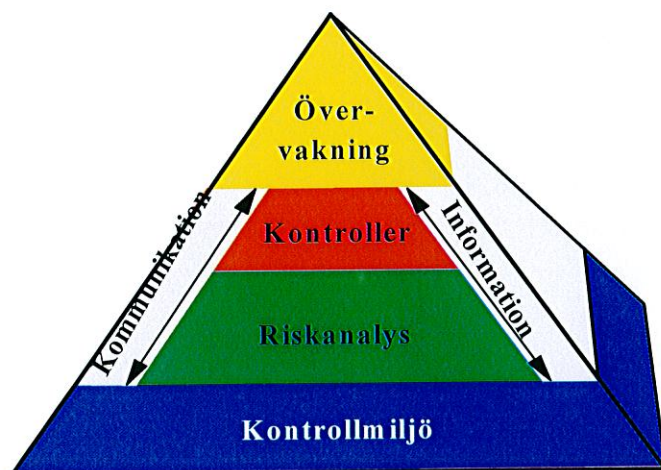 Över-
vakning
Kommunikation
Kontroller
Information
Riskanalys
Kontrollmiljö